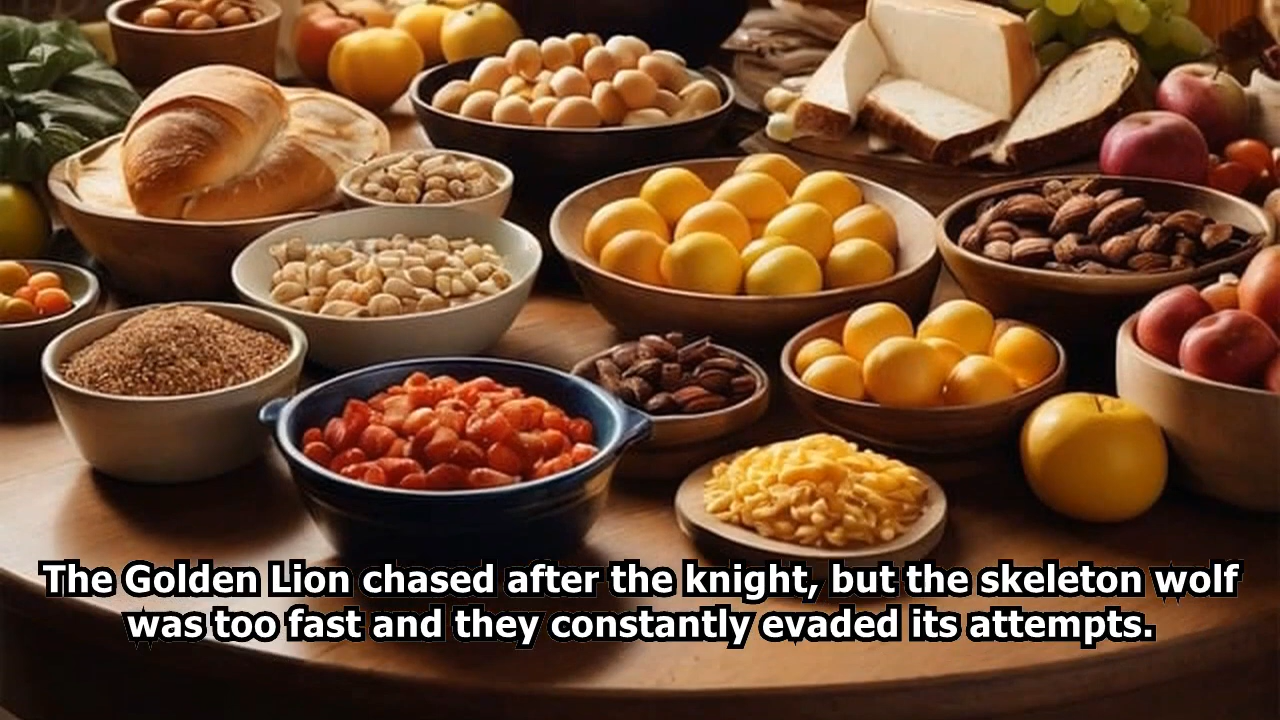 The Golden Lion chased after the knight, but the skeleton wolf
was too fast and they constantly evaded its attempts.